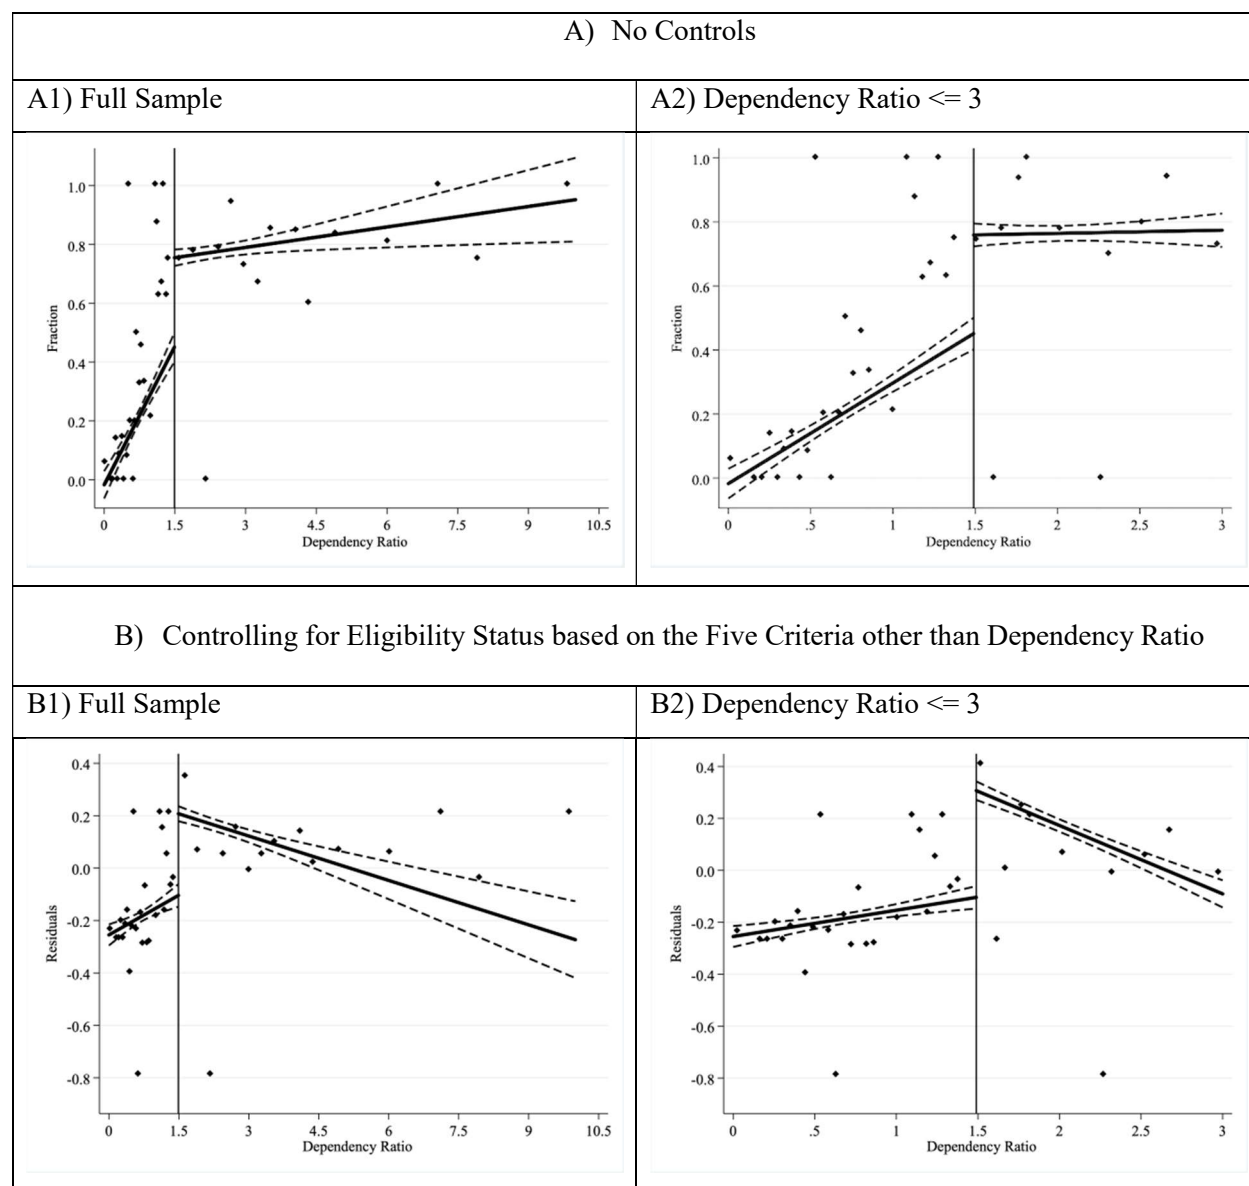 A) No Controls
A1) Full Sample
A2) Dependency Ratio <= 3
Fraction
1.0
0.8
0.6
0.4
0.2
0.0
0 1.5 3 4.5 6 7.5 9 10.5
Dependency Ratio
Fraction
1.0
0.8
0.6
0.4
0.2
0.0
0 .5 1 1.5 2 2.5 3
Dependency Ratio
B) Controlling for Eligibility Status based on the Five Criteria other than Dependency Ratio
B1) Full Sample
B2) Dependency Ratio <= 3
Residuals
0.4
0.2
0.0
-0.2
-0.4
-0.6
-0.8
0 1.5 3 4.5 6 7.5 9 10.5
Dependency Ratio
Residuals
0.4
0.2
0.0
-0.2
-0.4
-0.6
-0.8
0 .5 1 1.5 2 2.5 3
Dependency Ratio